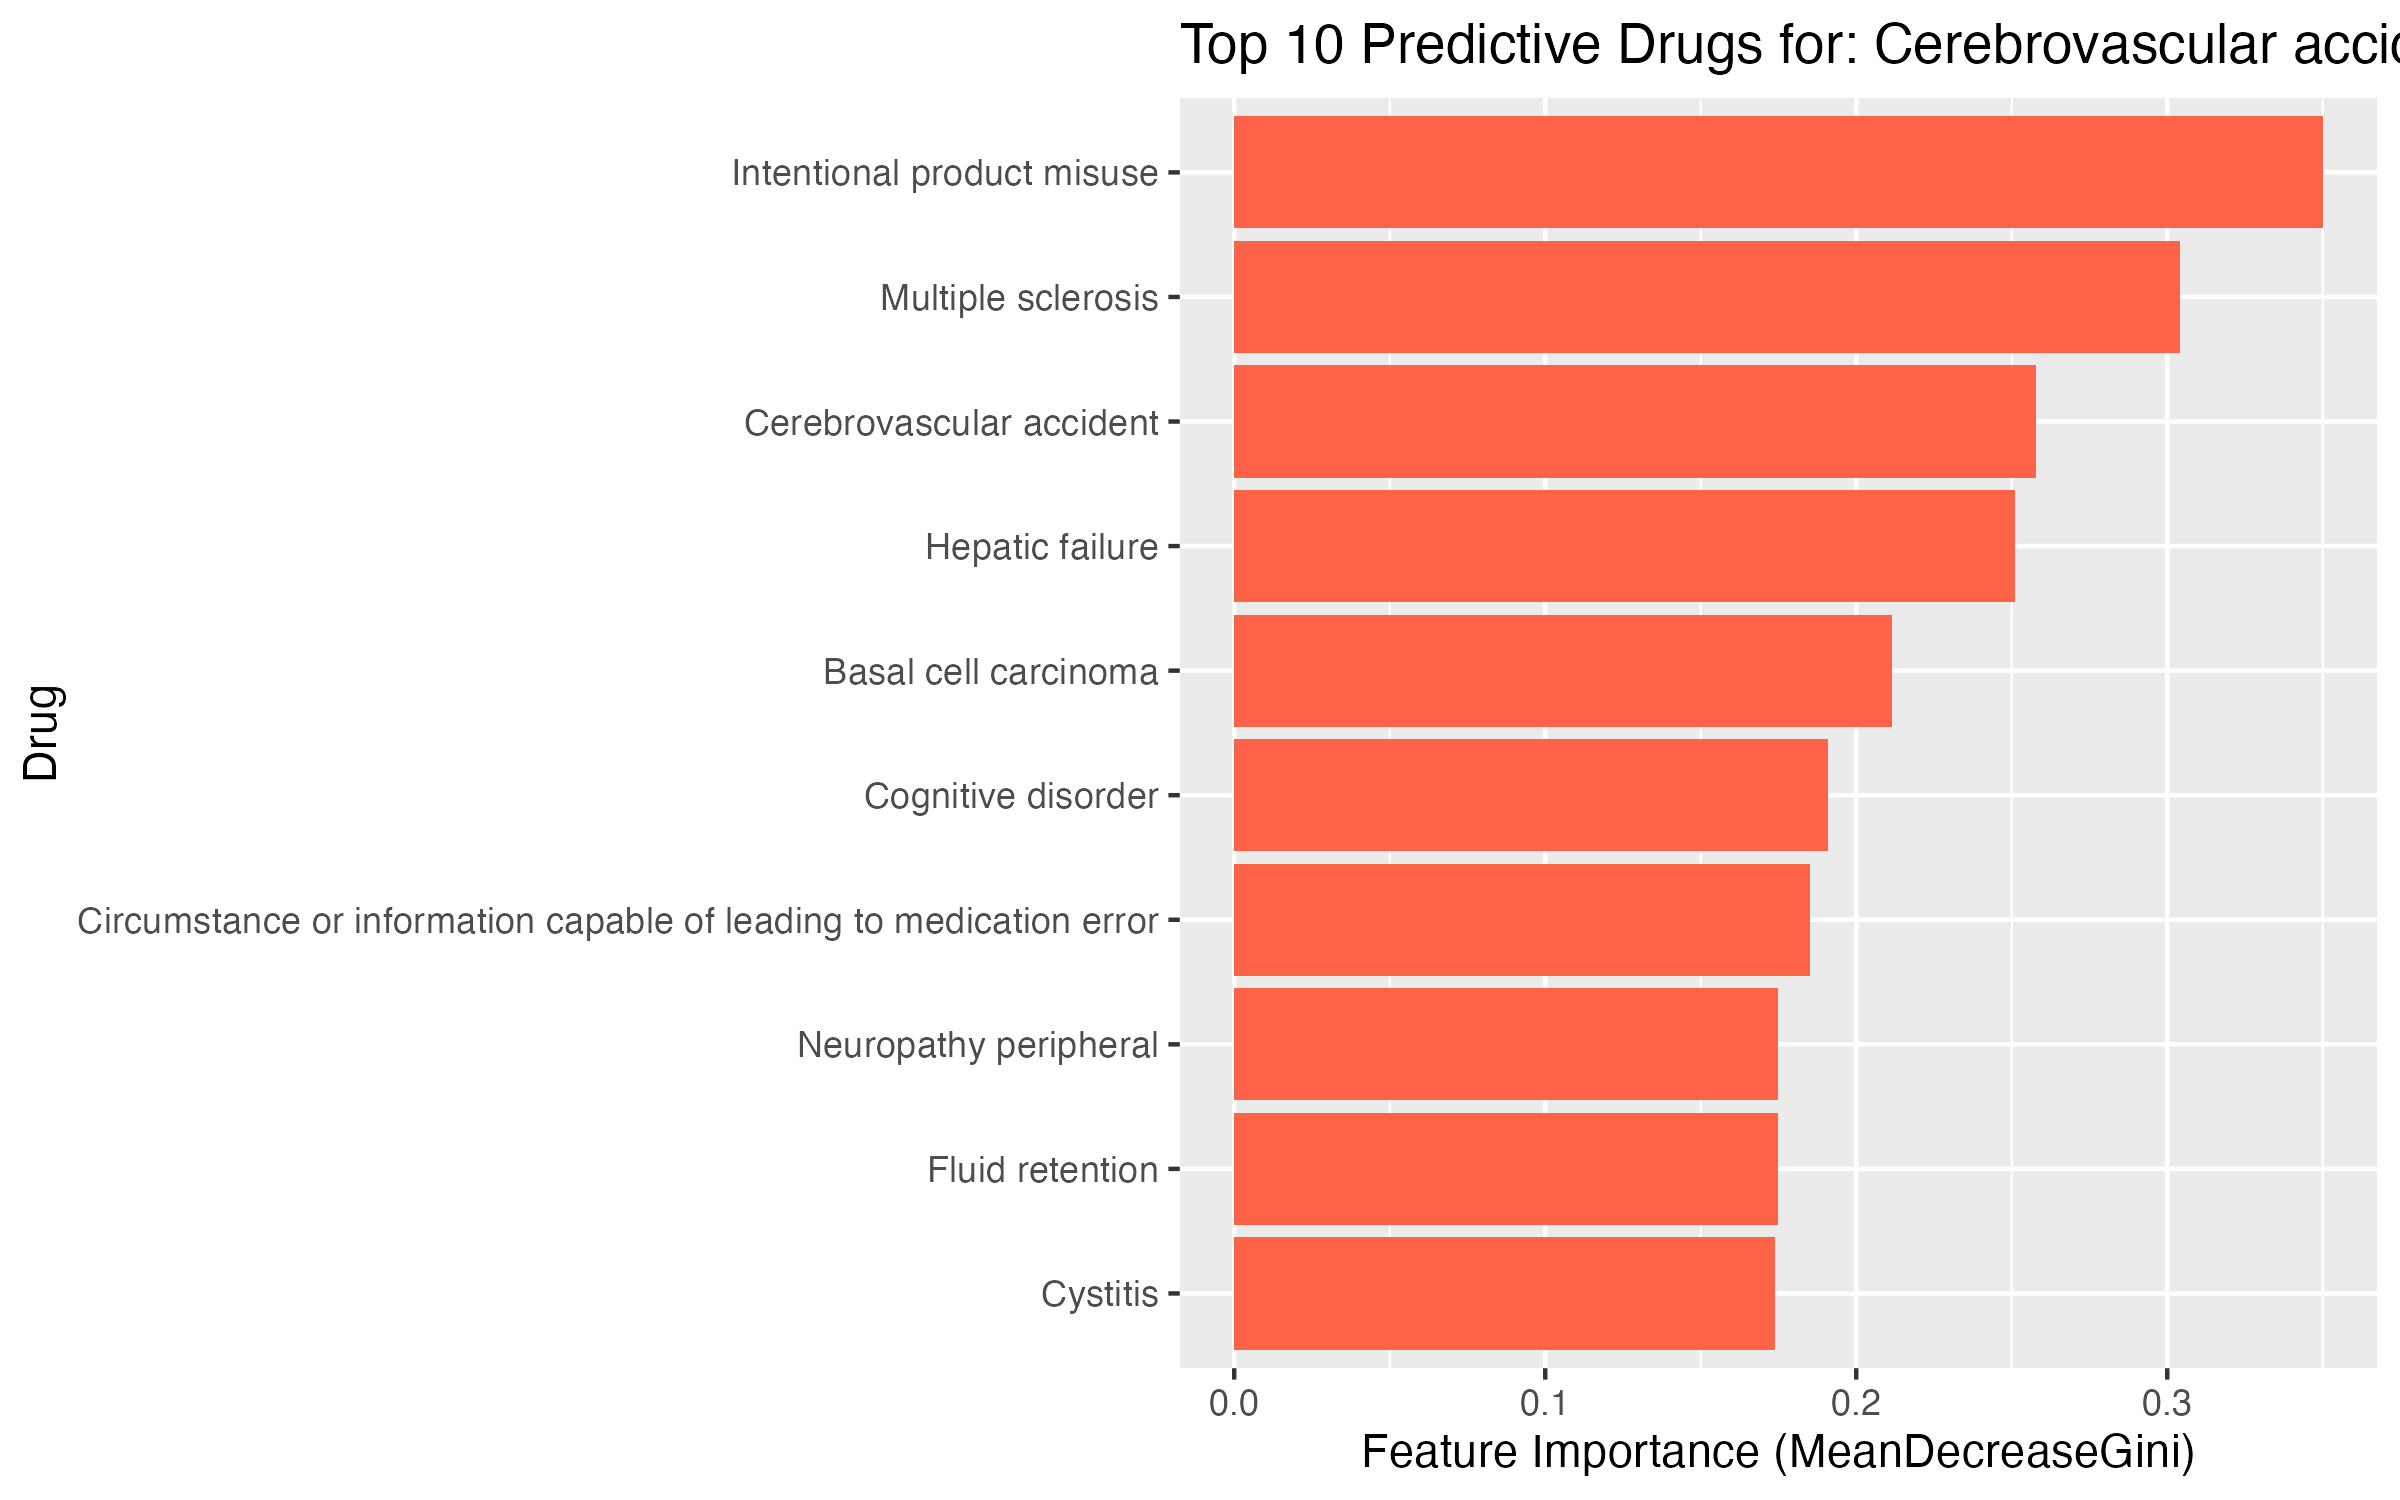 Top 10 Predictive Drugs for: Cerebrovascular
Intentional product misuse
Multiple sclerosis
Cerebrovascular accident
Hepatic failure
Basal cell carcinoma
Cognitive disorder
Circumstance or information capable of leading to medication error
Neuropathy peripheral
Fluid retention
Cystitis
Drug
0.0 0.1 0.2 0.3
Feature Importance (MeanDecreaseGini)